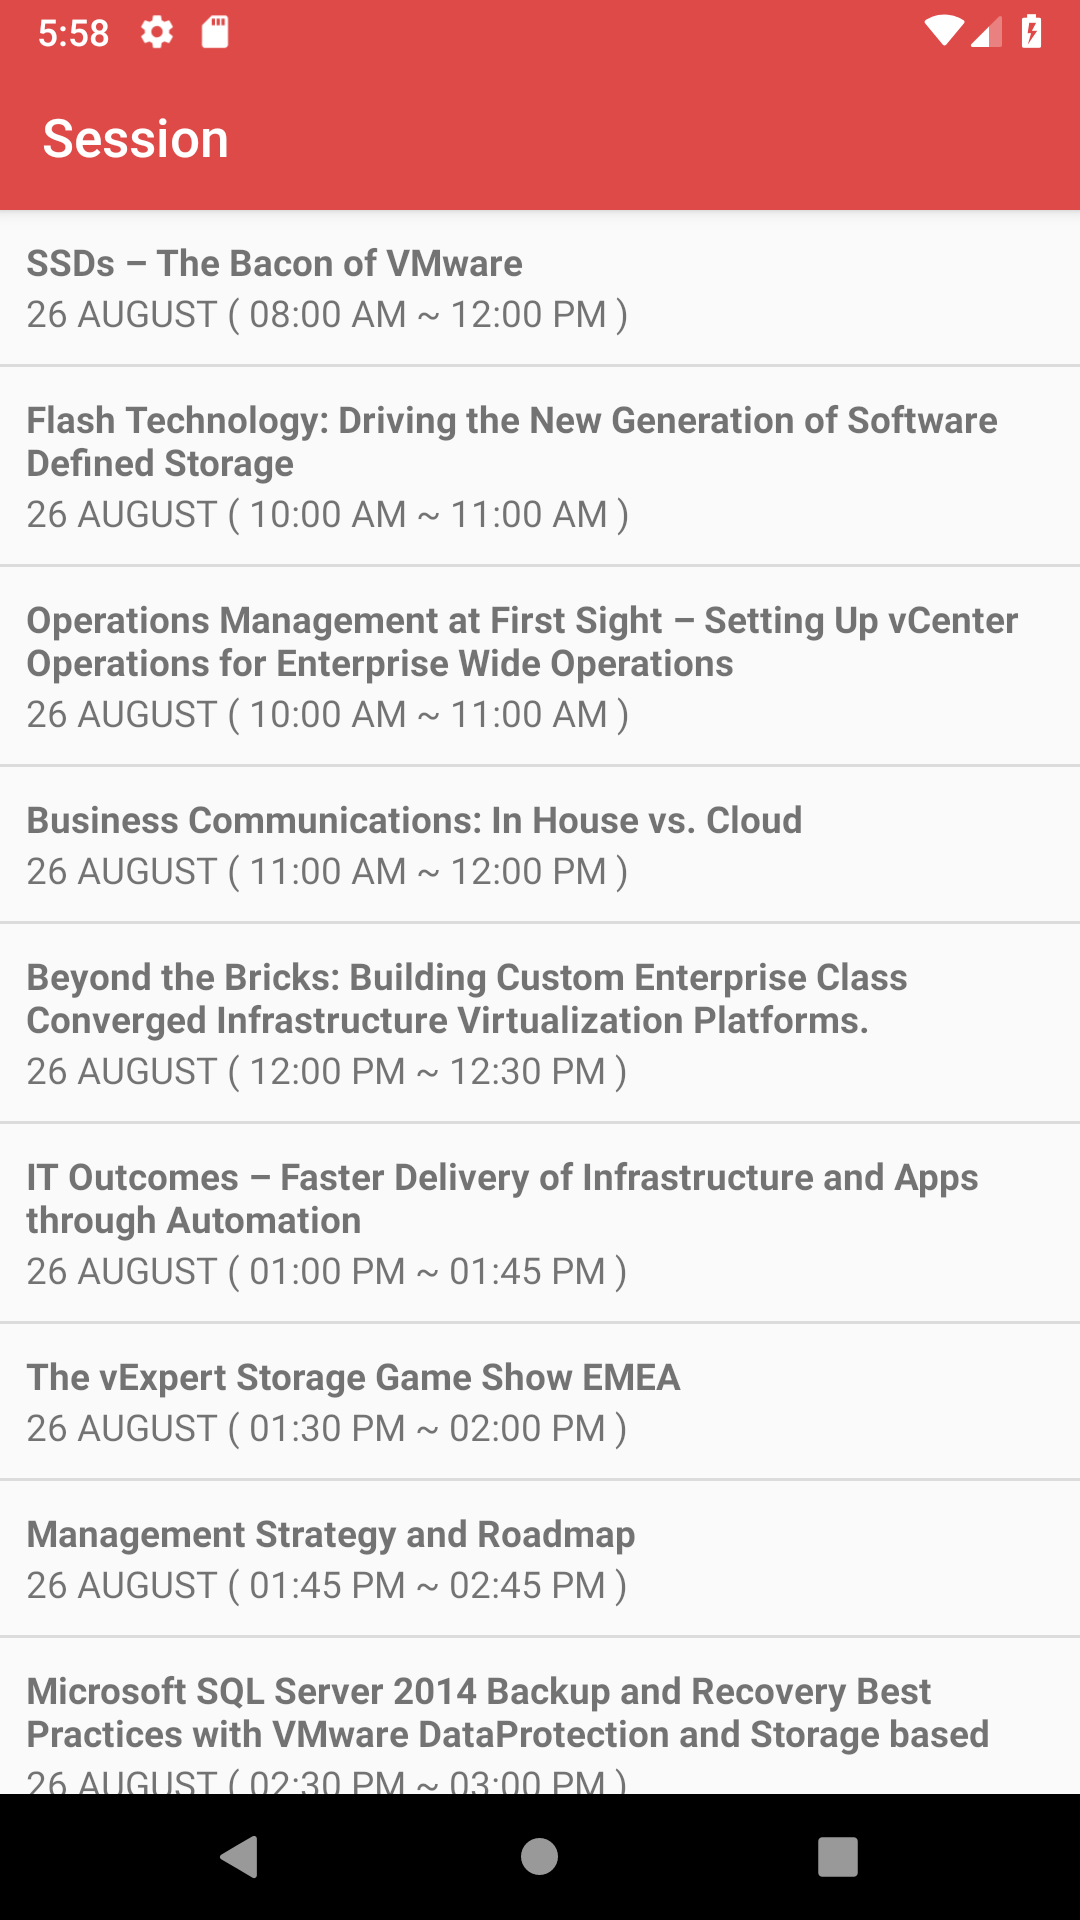 5:58
Session
SSDs – The Bacon of VMware
26 AUGUST ( 08:00 AM ~ 12:00 PM )
Flash Technology: Driving the New Generation of Software
Defined Storage
26 AUGUST ( 10:00 AM ~ 11:00 AM )
Operations Management at First Sight – Setting Up vCenter
Operations for Enterprise Wide Operations
26 AUGUST ( 10:00 AM ~ 11:00 AM )
Business Communications: In House vs. Cloud
26 AUGUST ( 11:00 AM ~ 12:00 PM )
Beyond the Bricks: Building Custom Enterprise Class
Converged Infrastructure Virtualization Platforms.
26 AUGUST ( 12:00 PM ~ 12:30 PM )
IT Outcomes – Faster Delivery of Infrastructure and Apps
through Automation
26 AUGUST ( 01:00 PM ~ 01:45 PM )
The vExpert Storage Game Show EMEA
26 AUGUST ( 01:30 PM ~ 02:00 PM )
Management Strategy and Roadmap
26 AUGUST ( 01:45 PM ~ 02:45 PM )
Microsoft SQL Server 2014 Backup and Recovery Best
Practices with VMware DataProtection and Storage based
26 AUGUST ( 02:30 PM ~ 03:00 PM )